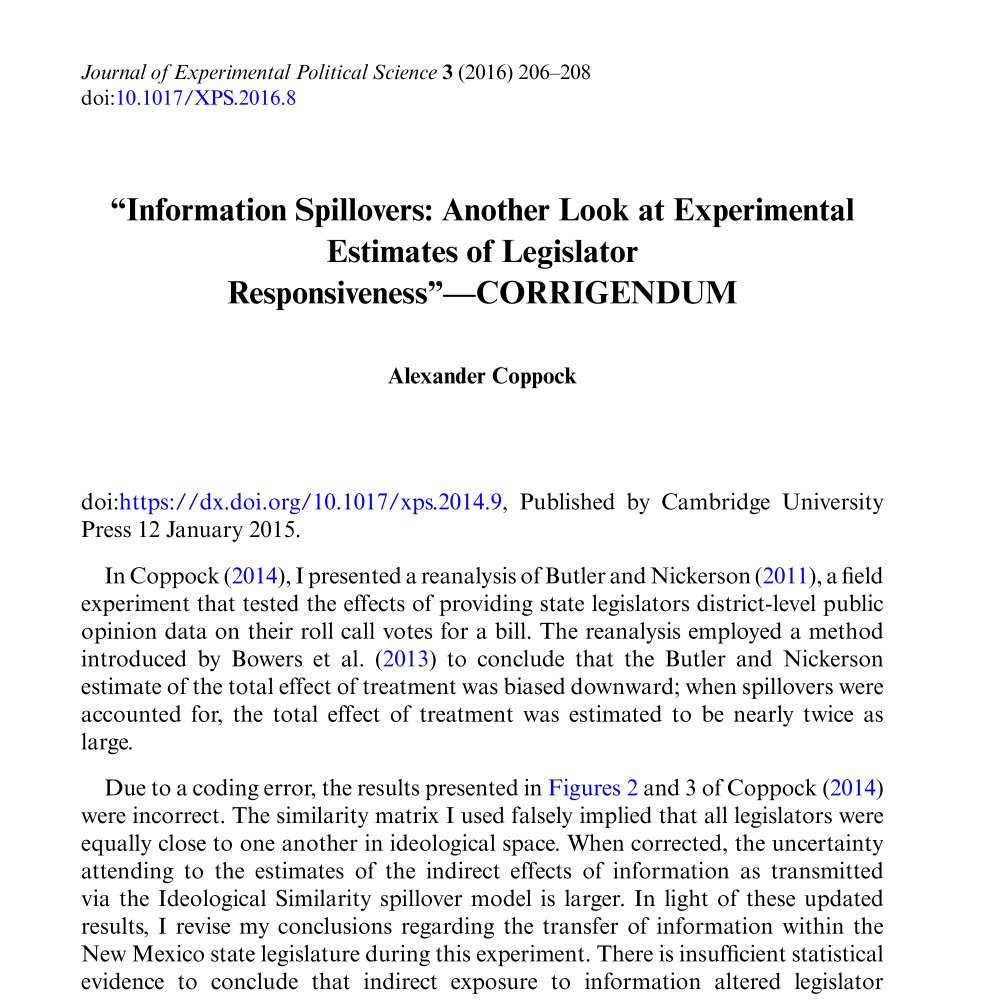 Journal of Experimental Political Science 3 (2016) 206–208
doi:10.1017/XPS.2016.8
“Information Spillovers: Another Look at Experimental
Estimates of Legislator
Responsiveness”—CORRIGENDUM
Alexander Coppock
doi:https://dx.doi.org/10.1017/xps.2014.9, Published by Cambridge University
Press 12 January 2015.
In Coppock (2014), I presented a reanalysis of Butler and Nickerson (2011), a field
experiment that tested the effects of providing state legislators district-level public
opinion data on their roll call votes for a bill. The reanalysis employed a method
introduced by Bowers et al. (2013) to conclude that the Butler and Nickerson
estimate of the total effect of treatment was biased downward; when spillovers were
accounted for, the total effect of treatment was estimated to be nearly twice as
large.
Due to a coding error, the results presented in Figures 2 and 3 of Coppock (2014)
were incorrect. The similarity matrix I used falsely implied that all legislators were
equally close to one another in ideological space. When corrected, the uncertainty
attending to the estimates of the indirect effects of information as transmitted
via the Ideological Similarity spillover model is larger. In light of these updated
results, I revise my conclusions regarding the transfer of information within the
New Mexico state legislature during this experiment. There is insufficient statistical
evidence to conclude that indirect exposure to information altered legislator